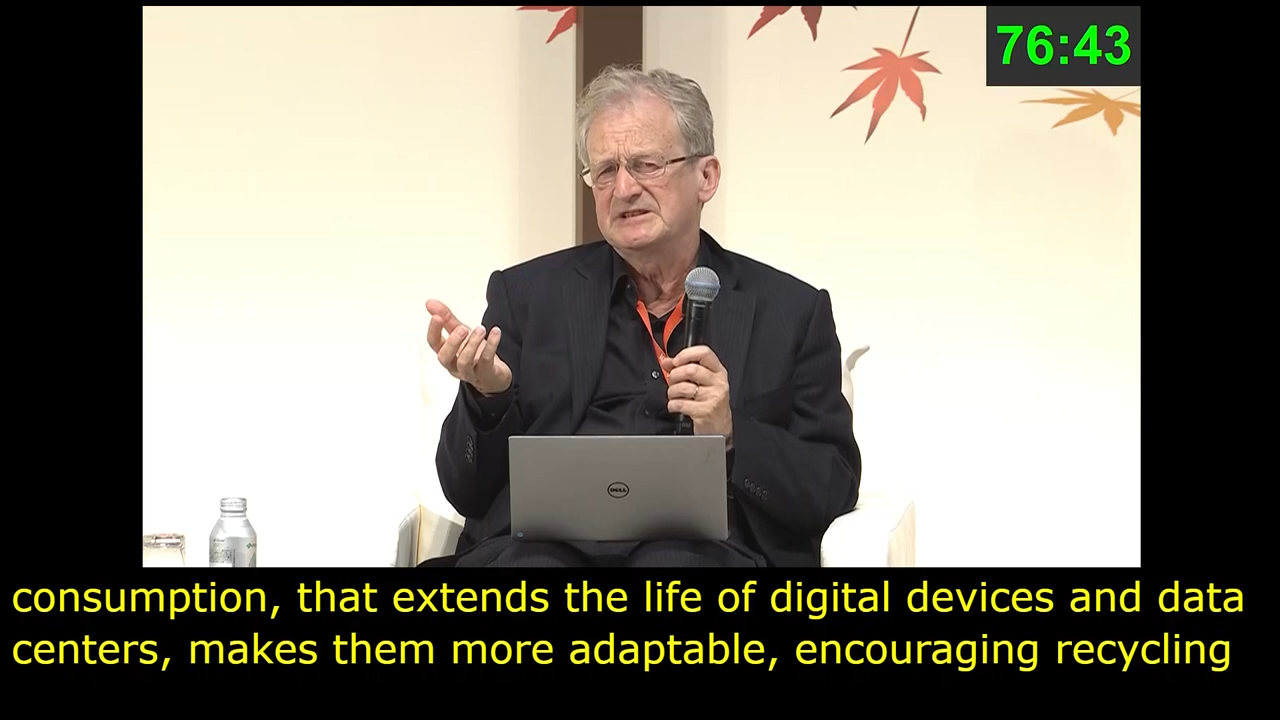 76:43
DELL
consumption, that extends the life of digital devices and data
centers, makes them more adaptable, encouraging recycling